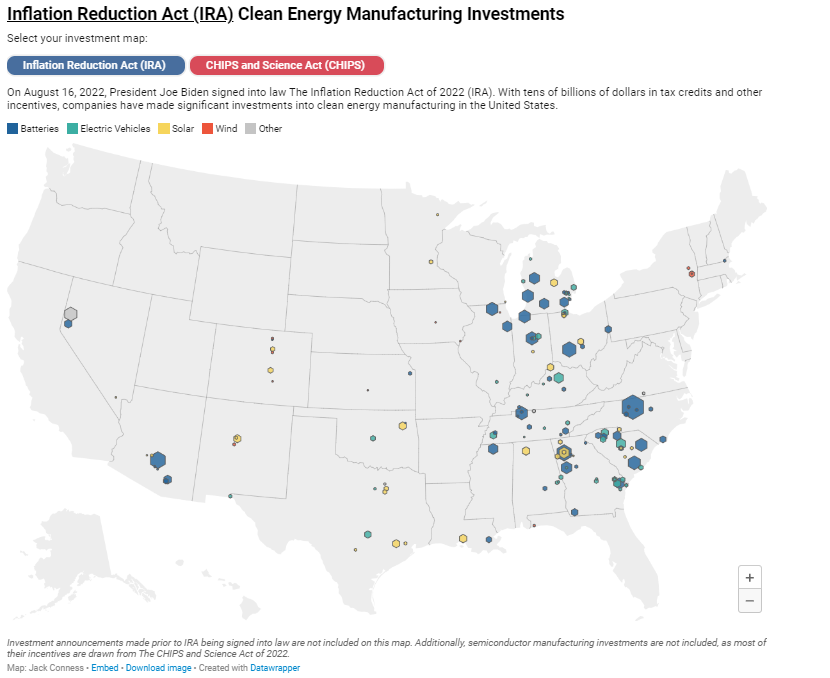 Inflation Reduction Act (IRA) Clean Energy Manufacturing Investments
Select your investment map:
Inflation Reduction Act (IRA) CHIPS and Science Act (CHIPS)
On August 16, 2022, President Joe Biden signed into law The Inflation Reduction Act of 2022 (IRA). With tens of billions of dollars in tax credits and other
incentives, companies have made significant investments into clean energy manufacturing in the United States.
Batteries Electric Vehicles Solar Wind Other
+
−
Investment announcements made prior to IRA being signed into law are not included on this map. Additionally, semiconductor manufacturing investments are not included, as most of
their incentives are drawn from The CHIPS and Science Act of 2022.
Map: Jack Conness • Embed • Download image • Created with Datawrapper